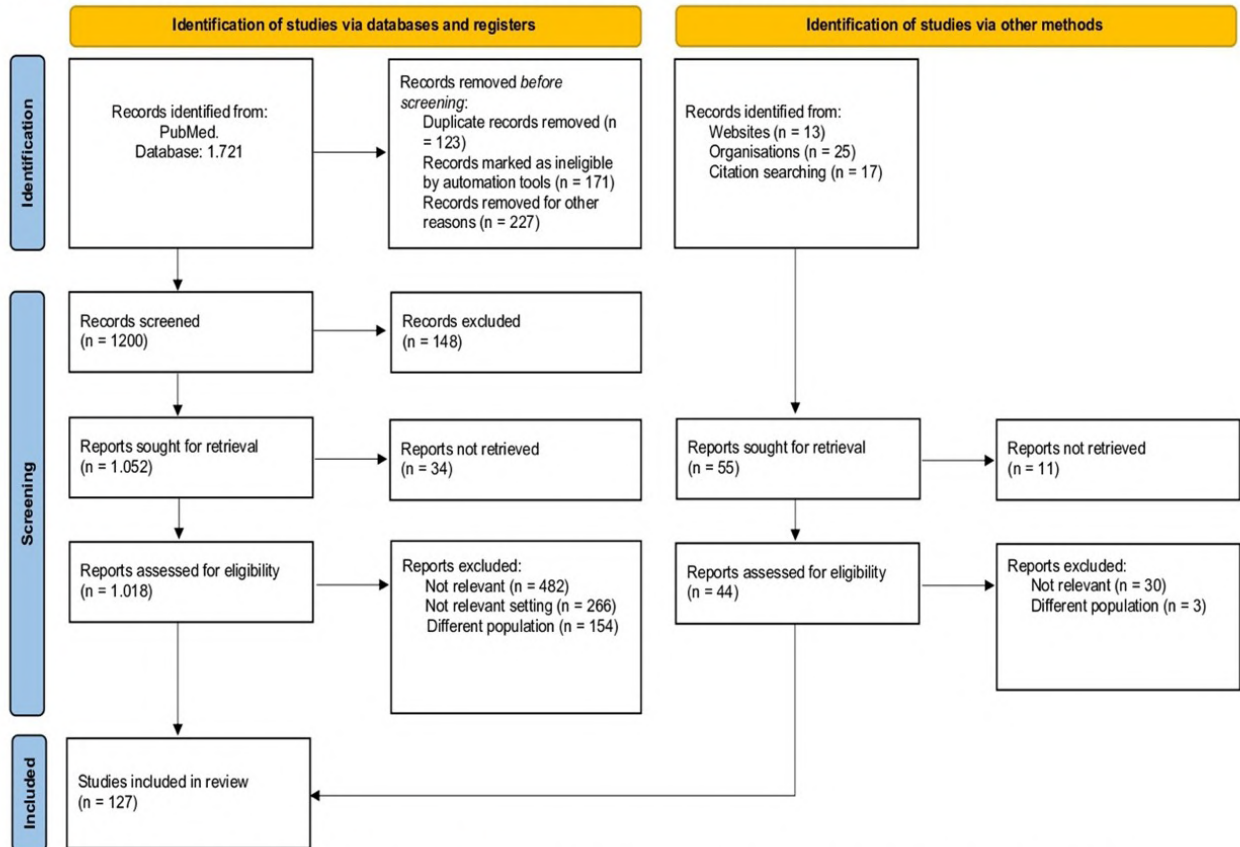 Identification of studies via databases and registers
Identification of studies via other methods
Identification
Records identified from:
PubMed.
Database: 1.721
Records removed before
screening:
Duplicate records removed (n
= 123)
Records marked as ineligible
by automation tools (n = 171)
Records removed for other
reasons (n = 227)
Records identified from:
Websites (n = 13)
Organisations (n = 25)
Citation searching (n = 17)
Screening
Records screened
(n = 1200)
Records excluded
(n = 148)
Reports sought for retrieval
(n = 1.052)
Reports not retrieved
(n = 34)
Reports sought for retrieval
(n = 55)
Reports not retrieved
(n = 11)
Reports assessed for eligibility
(n = 1.018)
Reports excluded:
Not relevant (n = 482)
Not relevant setting (n = 266)
Different population (n = 154)
Reports assessed for eligibility
(n = 44)
Reports excluded:
Not relevant (n = 30)
Different population (n = 3)
Included
Studies included in review
(n = 127)